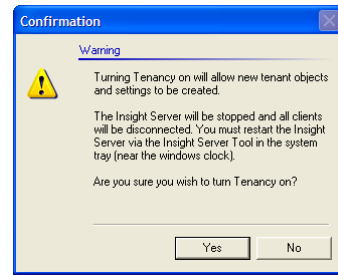 Confirmation
Warning
Turning Tenancy on will allow new tenant objects
and settings to be created.
The Insight Server will be stopped and all clients
will be disconnected. You must restart the Insight
Server via the Insight Server Tool in the system
tray (near the windows clock).
Are you sure you wish to turn Tenancy on?
Yes
No